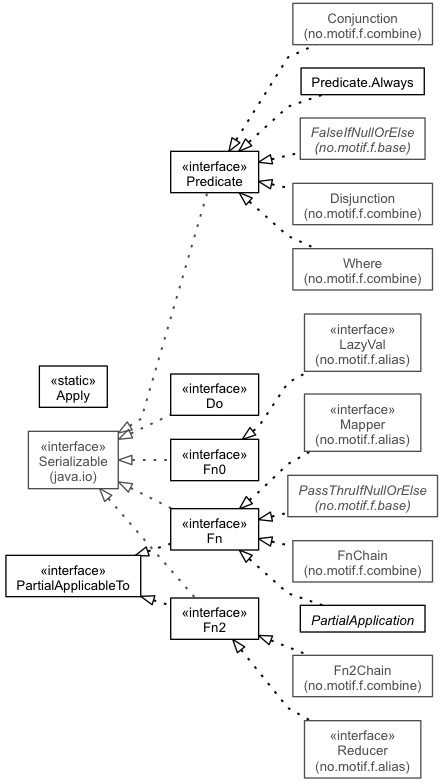 Conjunction
(no.motif.f.combine)
Predicate.Always
FalseIfNullOrElse
(no.motif.f.base)
«interface»
Predicate
Disjunction
(no.motif.f.combine)
Where
(no.motif.f.combine)
«interface»
LazyVal
(no.motif.f.alias)
«static»
Apply
«interface»
Do
«interface»
Mapper
(no.motif.f.alias)
«interface»
Serializable
(java.io)
«interface»
Fn0
PassThruIfNullOrElse
(no.motif.f.base)
«interface»
Fn
FnChain
(no.motif.f.combine)
«interface»
PartialApplicableTo
PartialApplication
«interface»
Fn2
Fn2Chain
(no.motif.f.combine)
«interface»
Reducer
(no.motif.f.alias)